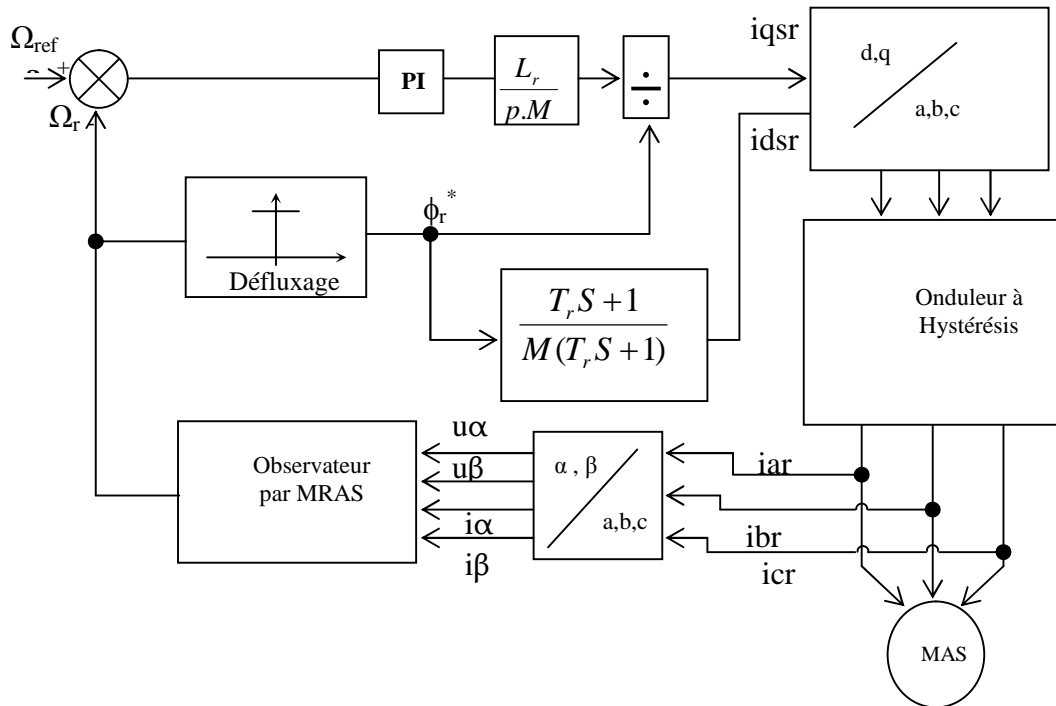 Ωref
+
Ωr -
PI
Lr
p.M
÷
iqsr
idsr
d,q
a,b,c
Défluxage
ϕr*
TrS +1
M(TrS +1)
Onduleur à
Hystérésis
Observateur
par MRAS
uα
uβ
iα
iβ
α , β
a,b,c
iar
ibr
icr
MAS